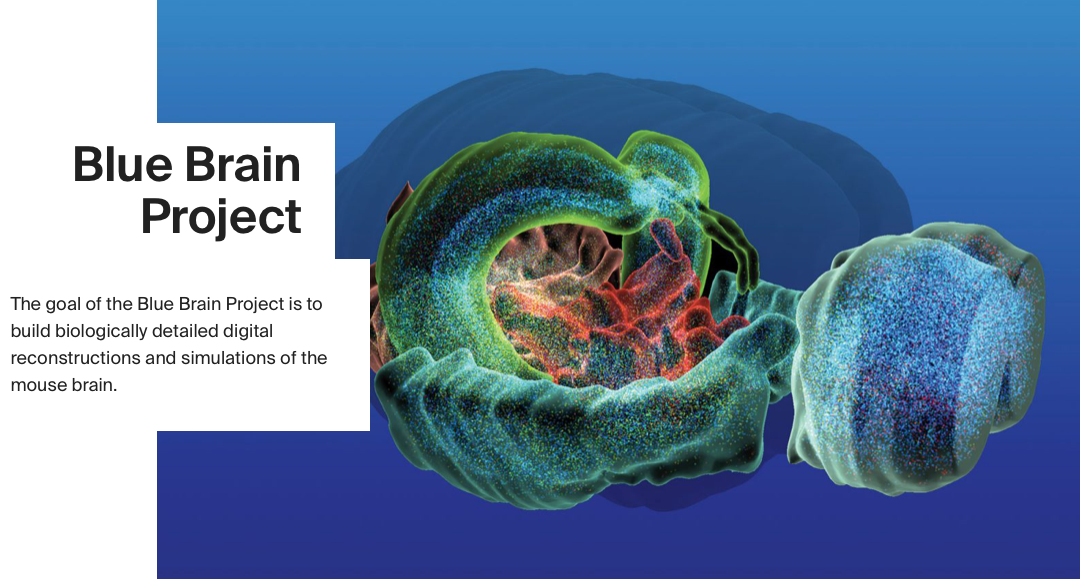 Blue Brain
Project
The goal of the Blue Brain Project is to
build biologically detailed digital
reconstructions and simulations of the
mouse brain.